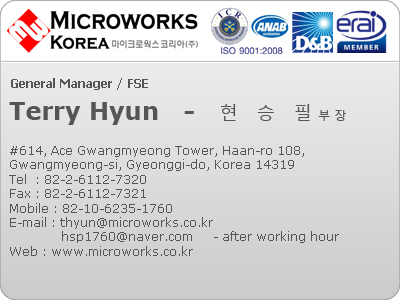 MICROWORKS
KOREA 마이크로웍스코리아(주)
ICR
ISO 9001:2008
ANAB
ACCREDITED
D&B
erai
MEMBER
General Manager / FSE
Terry Hyun - 현 승 필 부 장
#614, Ace Gwangmyeong Tower, Haan-ro 108,
Gwangmyeong-si, Gyeonggi-do, Korea 14319
Tel : 82-2-6112-7320
Fax : 82-2-6112-7321
Mobile : 82-10-6235-1760
E-mail : thyun@microworks.co.kr
hsp1760@naver.com - after working hour
Web : www.microworks.co.kr